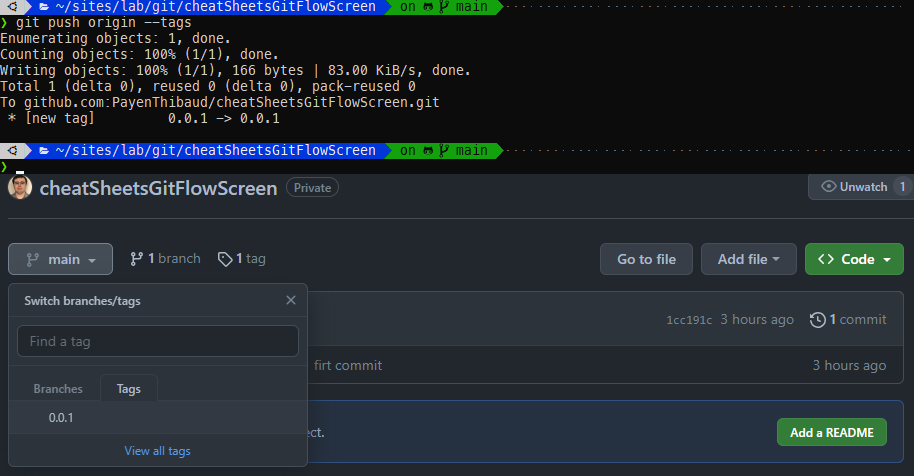 ~/sites/lab/git/cheatSheetsGitFlowScreen on main
❯ git push origin --tags
Enumerating objects: 1, done.
Counting objects: 100% (1/1), done.
Writing objects: 100% (1/1), 166 bytes | 83.00 KiB/s, done.
Total 1 (delta 0), reused 0 (delta 0), pack-reused 0
To github.com:PayenThibaud/cheatSheetsGitFlowScreen.git
* [new tag] 0.0.1 -> 0.0.1
~/sites/lab/git/cheatSheetsGitFlowScreen on main
❯
cheatSheetsGitFlowScreen Private Unwatch 1
main 1 branch 1 tag Go to file Add file <> Code
Switch branches/tags ×
1cc191c 3 hours ago 1 commit
Find a tag
firt commit 3 hours ago
Branches Tags
0.0.1
ect. Add a README
View all tags